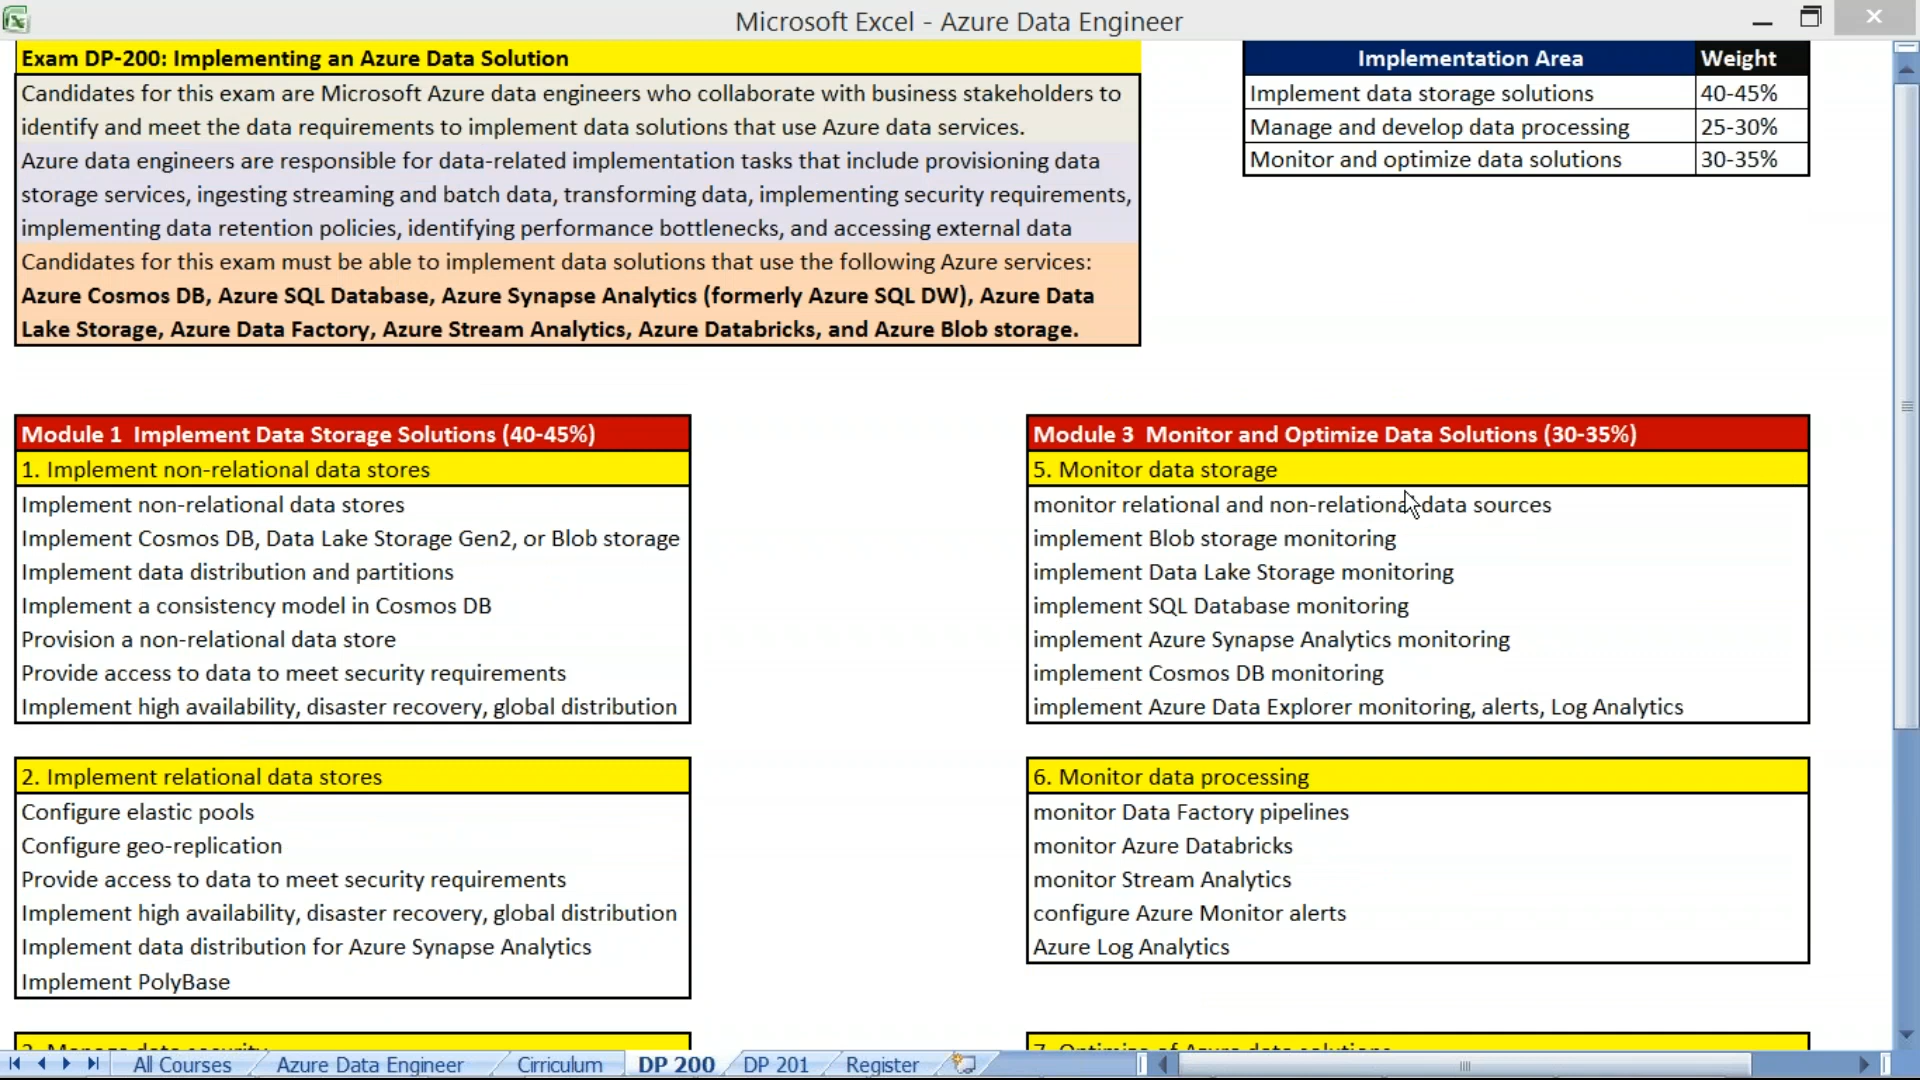 Microsoft Excel - Azure Data Engineer
Exam DP-200: Implementing an Azure Data Solution
Candidates for this exam are Microsoft Azure data engineers who collaborate with business stakeholders to
identify and meet the data requirements to implement data solutions that use Azure data services.
Azure data engineers are responsible for data-related implementation tasks that include provisioning data
storage services, ingesting streaming and batch data, transforming data, implementing security requirements,
implementing data retention policies, identifying performance bottlenecks, and accessing external data
Candidates for this exam must be able to implement data solutions that use the following Azure services:
Azure Cosmos DB, Azure SQL Database, Azure Synapse Analytics (formerly Azure SQL DW), Azure Data
Lake Storage, Azure Data Factory, Azure Stream Analytics, Azure Databricks, and Azure Blob storage.
Implementation Area Weight
Implement data storage solutions 40-45%
Manage and develop data processing 25-30%
Monitor and optimize data solutions 30-35%
Module 1 Implement Data Storage Solutions (40-45%)
1. Implement non-relational data stores
Implement non-relational data stores
Implement Cosmos DB, Data Lake Storage Gen2, or Blob storage
Implement data distribution and partitions
Implement a consistency model in Cosmos DB
Provision a non-relational data store
Provide access to data to meet security requirements
Implement high availability, disaster recovery, global distribution
2. Implement relational data stores
Configure elastic pools
Configure geo-replication
Provide access to data to meet security requirements
Implement high availability, disaster recovery, global distribution
Implement data distribution for Azure Synapse Analytics
Implement PolyBase
3. Manage data security
Module 3 Monitor and Optimize Data Solutions (30-35%)
5. Monitor data storage
monitor relational and non-relational data sources
implement Blob storage monitoring
implement Data Lake Storage monitoring
implement SQL Database monitoring
implement Azure Synapse Analytics monitoring
implement Cosmos DB monitoring
implement Azure Data Explorer monitoring, alerts, Log Analytics
6. Monitor data processing
monitor Data Factory pipelines
monitor Azure Databricks
monitor Stream Analytics
configure Azure Monitor alerts
Azure Log Analytics
7. Optimize of Azure data solutions
All Courses Azure Data Engineer Cirriculum DP 200 DP 201 Register